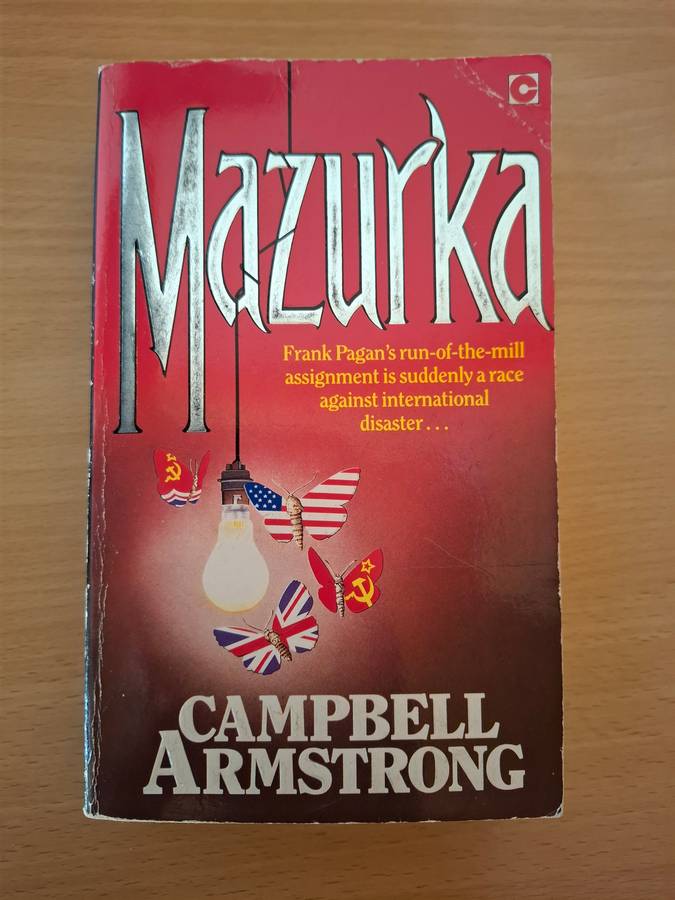 C
Mazurka
Frank Pagan's run-of-the-mill
assignment is suddenly a race
against international
disaster . . .
CAMPBELL
ARMSTRONG